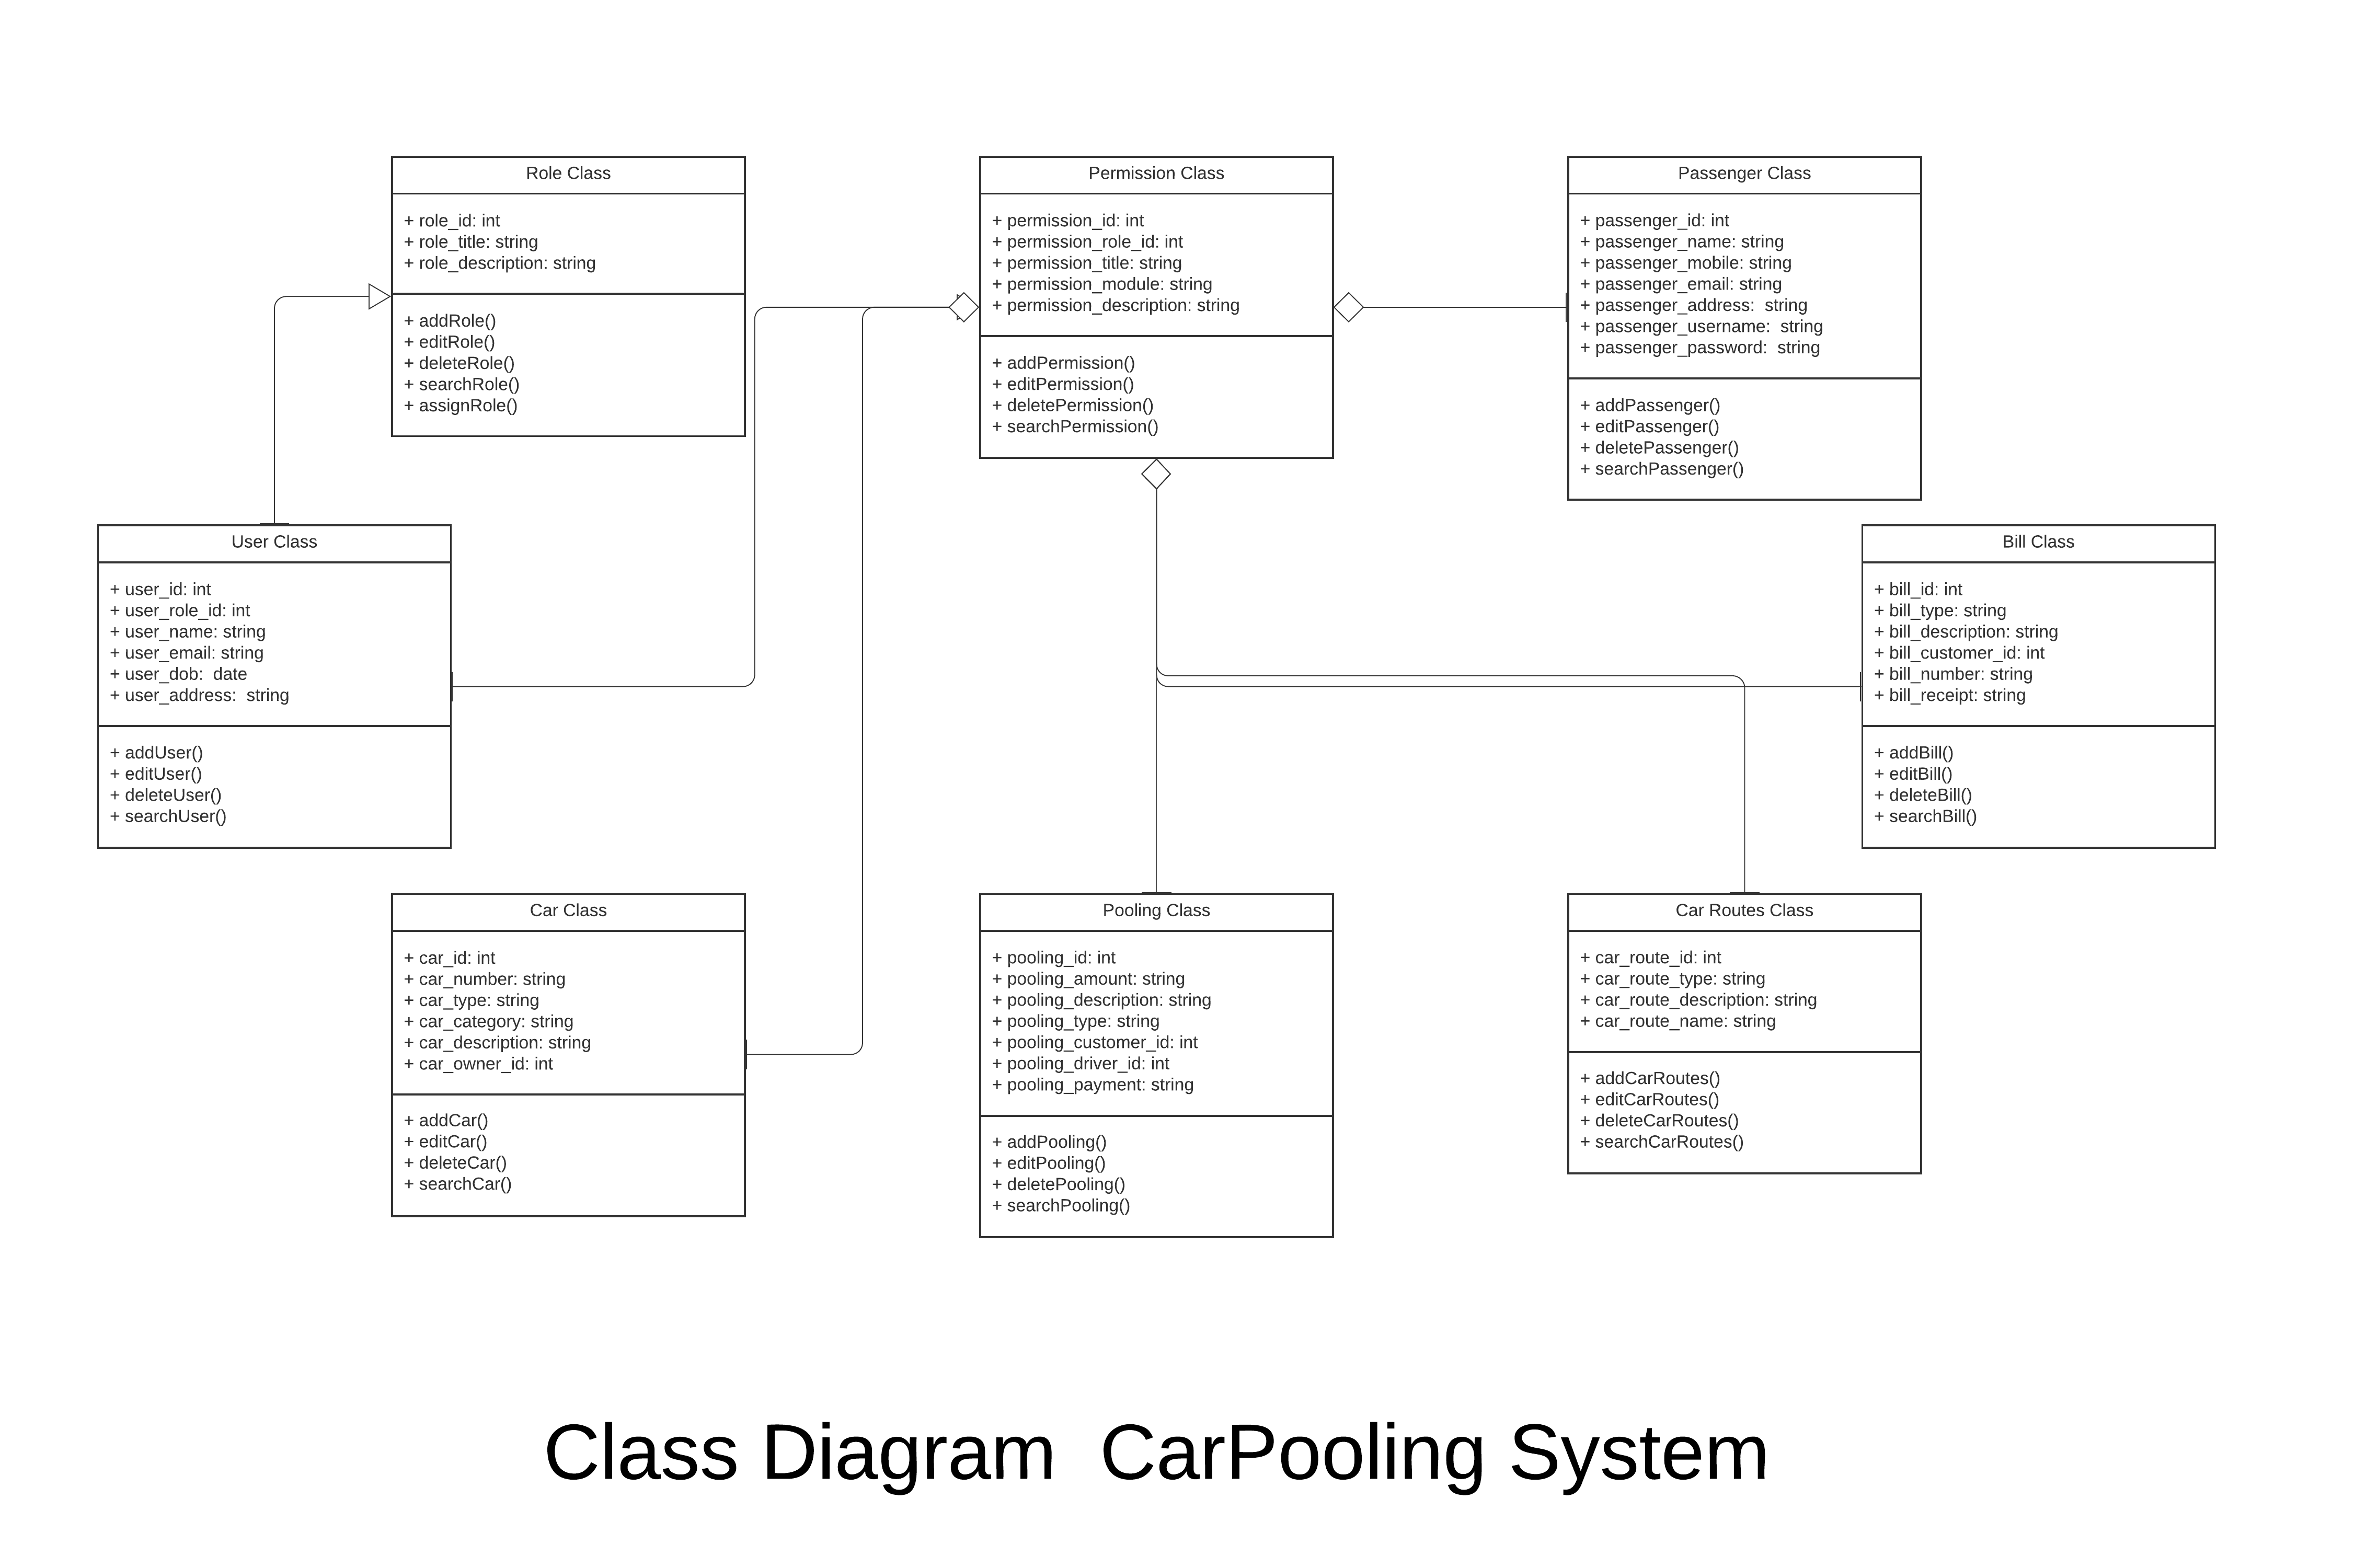 Role Class
+ role_id: int
+ role_title: string
+ role_description: string
+ addRole()
+ editRole()
+ deleteRole()
+ searchRole()
+ assignRole()
Permission Class
+ permission_id: int
+ permission_role_id: int
+ permission_title: string
+ permission_module: string
+ permission_description: string
+ addPermission()
+ editPermission()
+ deletePermission()
+ searchPermission()
Passenger Class
+ passenger_id: int
+ passenger_name: string
+ passenger_mobile: string
+ passenger_email: string
+ passenger_address:  string
+ passenger_username:  string
+ passenger_password:  string
+ addPassenger()
+ editPassenger()
+ deletePassenger()
+ searchPassenger()
User Class
+ user_id: int
+ user_role_id: int
+ user_name: string
+ user_email: string
+ user_dob:  date
+ user_address:  string
+ addUser()
+ editUser()
+ deleteUser()
+ searchUser()
Bill Class
+ bill_id: int
+ bill_type: string
+ bill_description: string
+ bill_customer_id: int
+ bill_number: string
+ bill_receipt: string
+ addBill()
+ editBill()
+ deleteBill()
+ searchBill()
Car Class
+ car_id: int
+ car_number: string
+ car_type: string
+ car_category: string
+ car_description: string
+ car_owner_id: int
+ addCar()
+ editCar()
+ deleteCar()
+ searchCar()
Pooling Class
+ pooling_id: int
+ pooling_amount: string
+ pooling_description: string
+ pooling_type: string
+ pooling_customer_id: int
+ pooling_driver_id: int
+ pooling_payment: string
+ addPooling()
+ editPooling()
+ deletePooling()
+ searchPooling()
Car Routes Class
+ car_route_id: int
+ car_route_type: string
+ car_route_description: string
+ car_route_name: string
+ addCarRoutes()
+ editCarRoutes()
+ deleteCarRoutes()
+ searchCarRoutes()
Class Diagram  CarPooling System